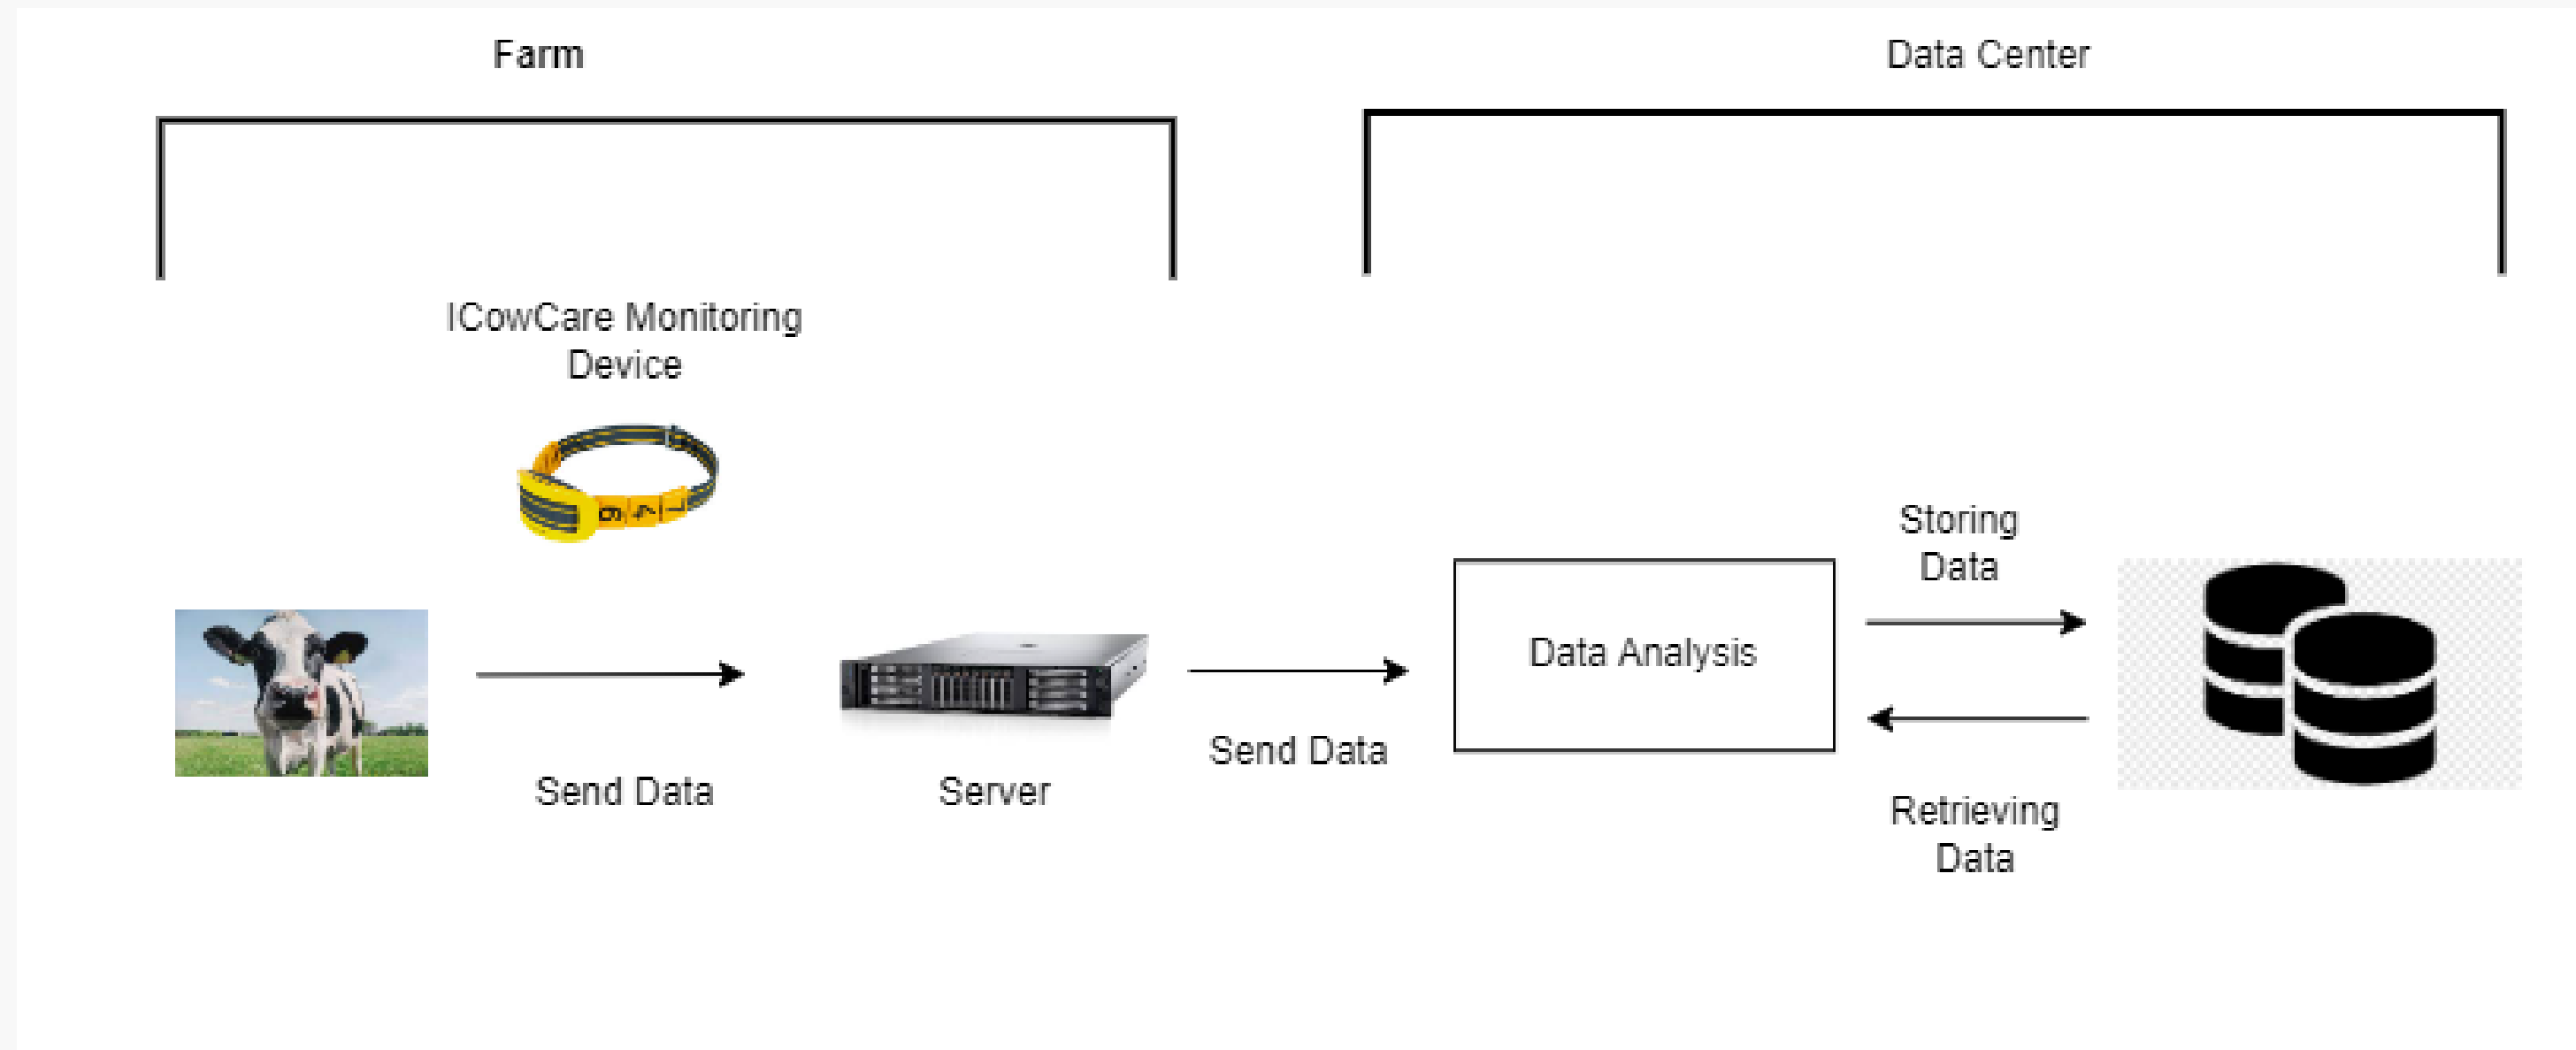 Farm
Data Center
ICowCare Monitoring
Device
Storing
Data
Data Analysis
Send Data
Server
Send Data
Retrieving
Data